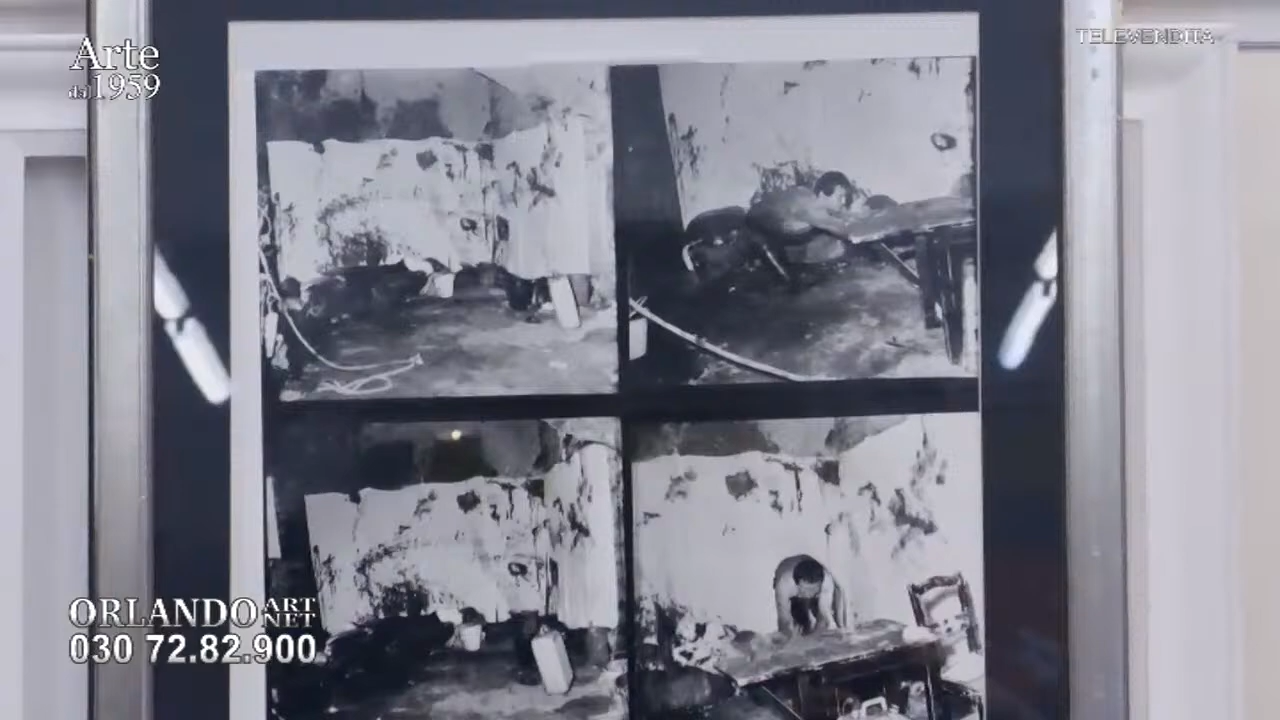 Arte
dal 1959
TELEVENDITA
ORLANDO ART NET
030 72.82.900